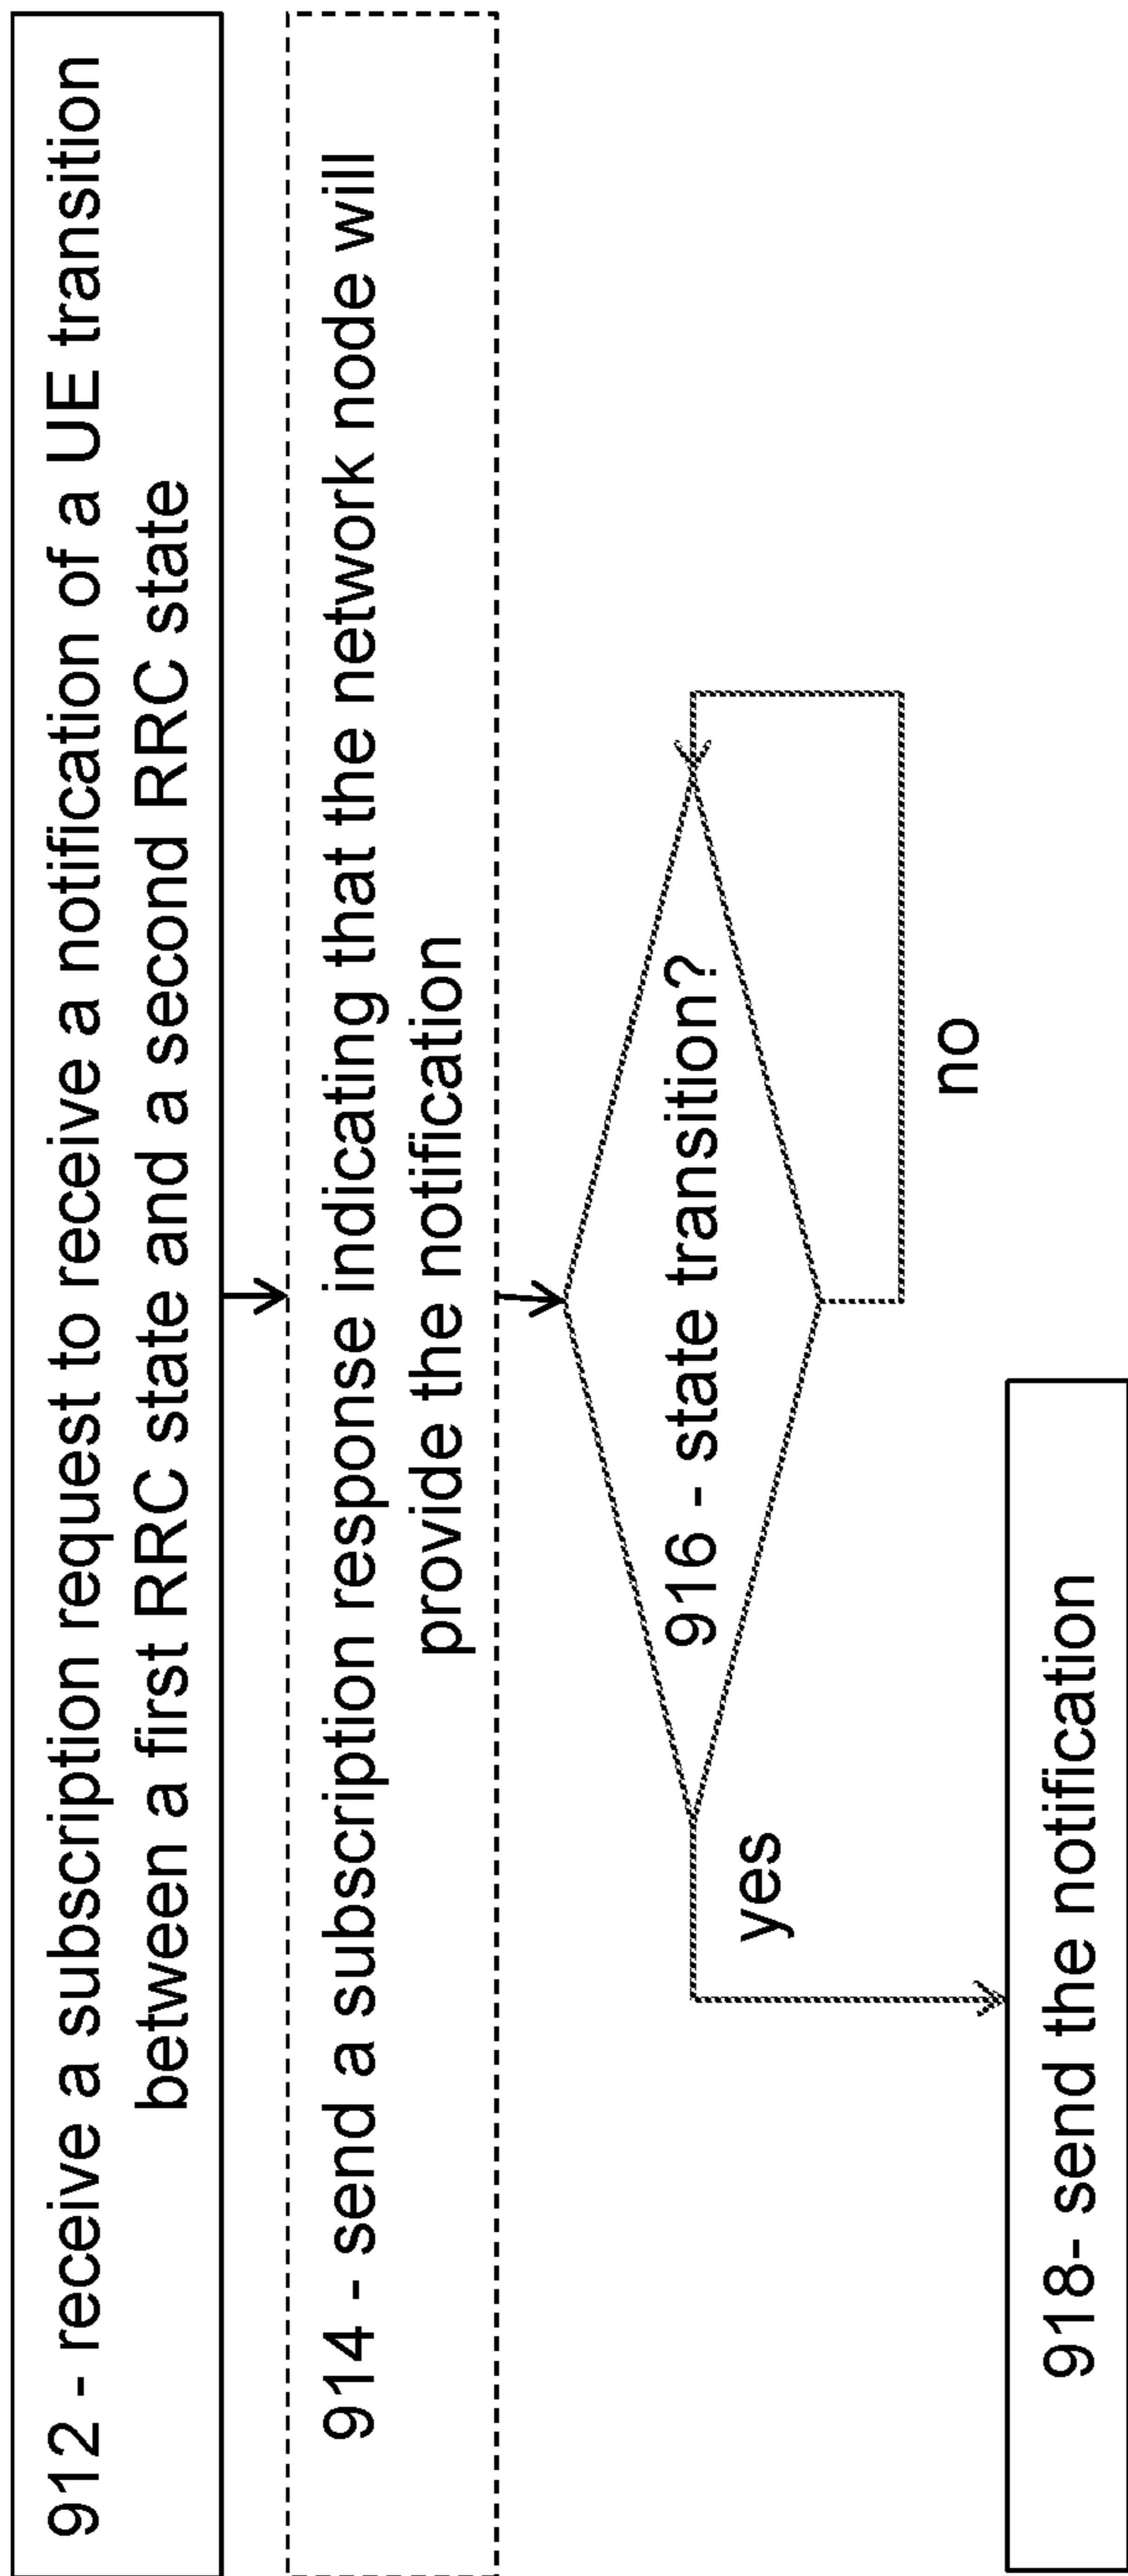 912 - receive a subscription request to receive a notification of a UE transition
between a first RRC state and a second RRC state
914 - send a subscription response indicating that the network node will
provide the notification
916 - state transition?
yes
no
918- send the notification